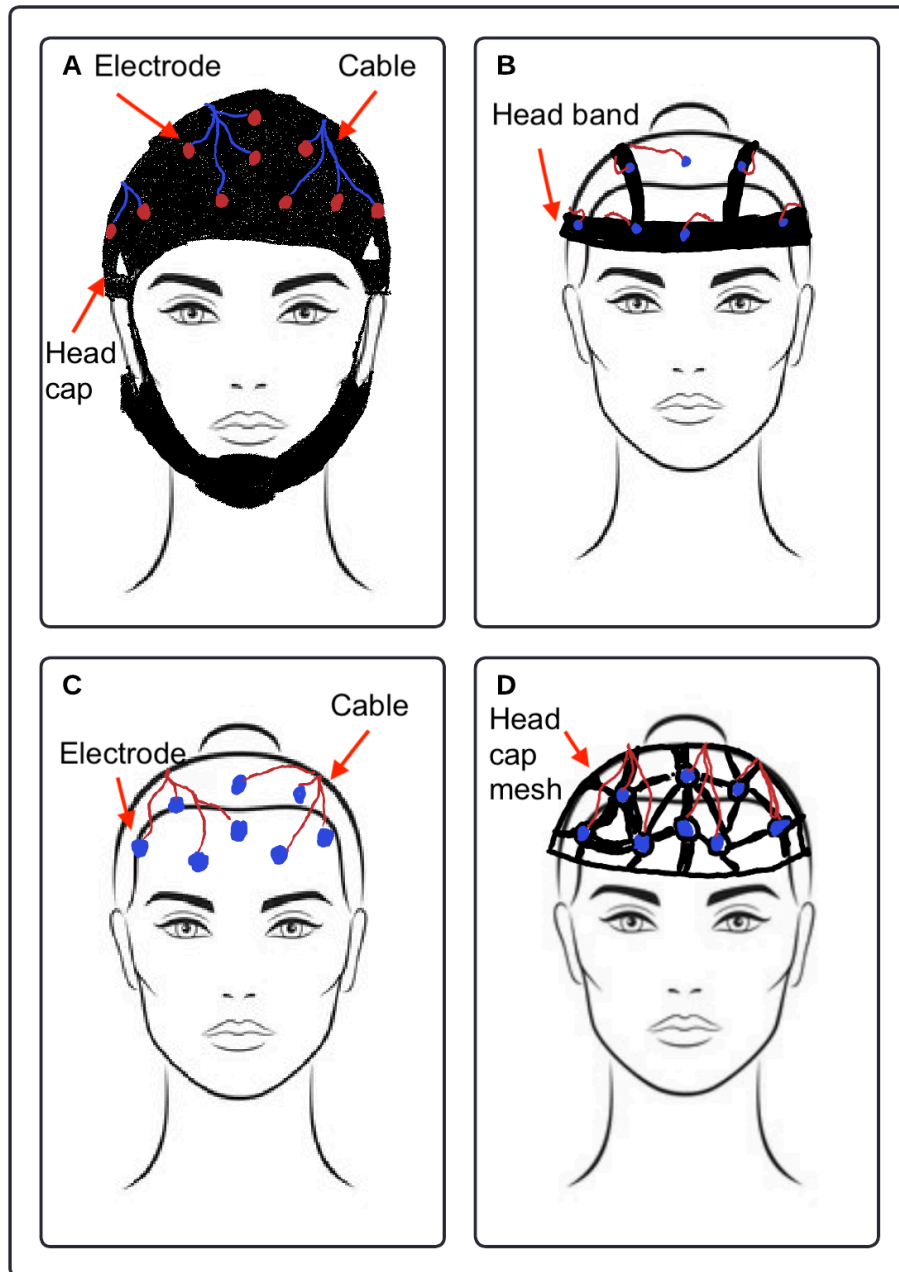 A Electrode Cable
Head
cap
B
Head band
C
Cable
Electrode
D
Head
cap
mesh